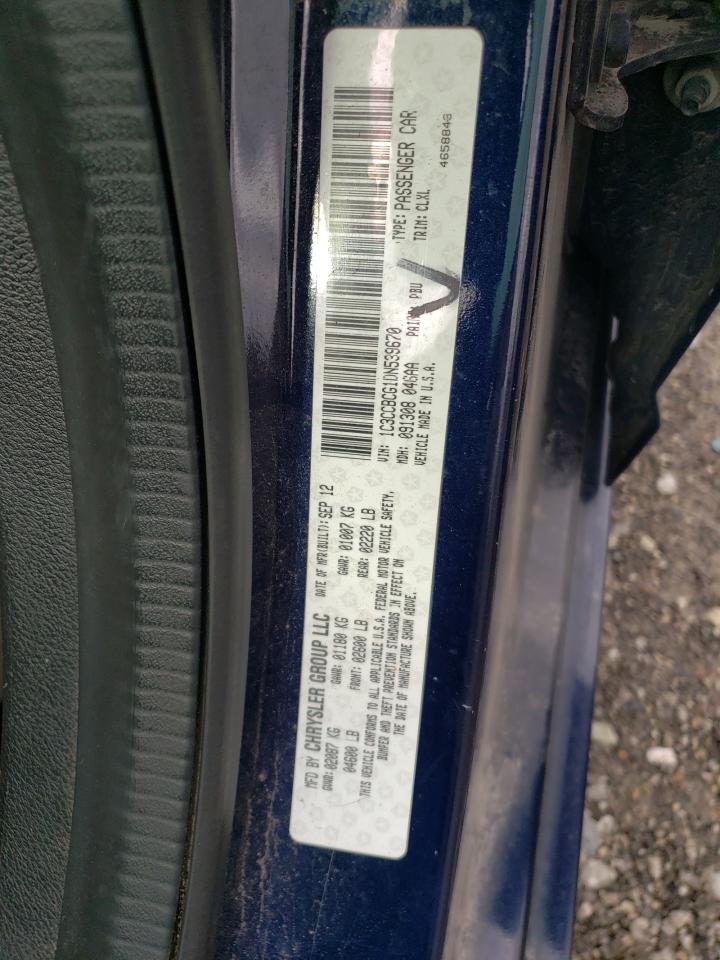 MFD BY CHRYSLER GROUP LLC DATE OF MFR(BUILT): SEP 12
GVWR: 02087 KG GAWR: 01180 KG GAWR: 01007 KG
04600 LB FRONT: 02600 LB REAR: 02220 LB
THIS VEHICLE CONFORMS TO ALL APPLICABLE U.S.A. FEDERAL MOTOR VEHICLE SAFETY,
BUMPER AND THEFT PREVENTION STANDARDS IN EFFECT ON
THE DATE OF MANUFACTURE SHOWN ABOVE.
VIN: 1C3CCBCG1DN539670 TYPE: PASSENGER CAR
MDH: 091308 046AA PAINT: PBU TRIM: CLXL
VEHICLE MADE IN U.S.A. 4658846